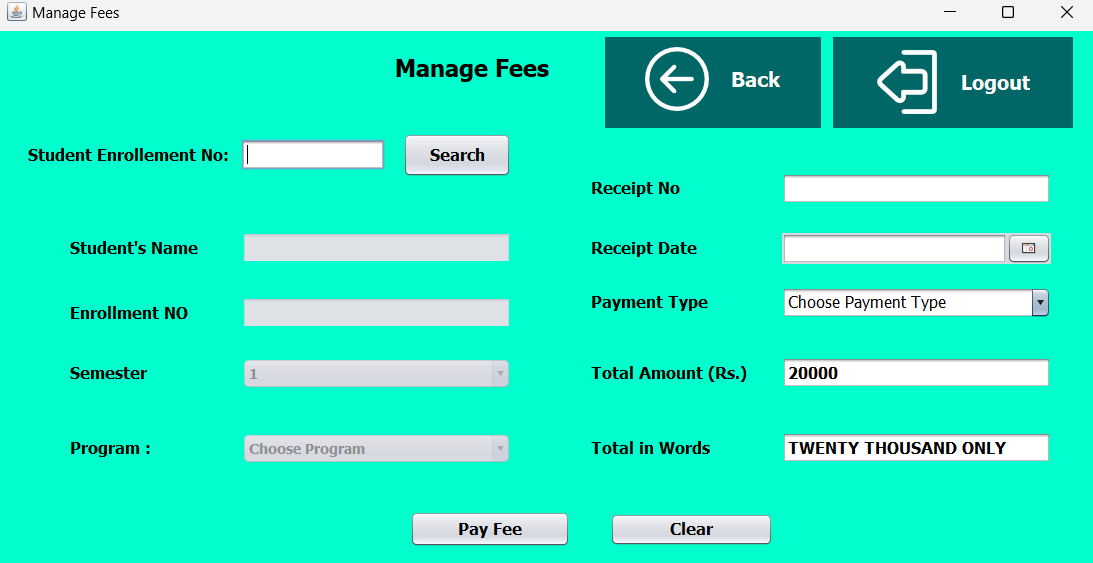 Manage Fees
Manage Fees
Back
Logout
Student Enrollement No:
Search
Receipt No
Student's Name
Receipt Date
Enrollment NO
Payment Type
Choose Payment Type
Semester
1
Total Amount (Rs.)
20000
Program :
Choose Program
Total in Words
TWENTY THOUSAND ONLY
Pay Fee
Clear